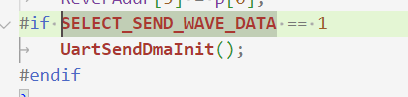 #if SELECT_SEND_WAVE_DATA == 1
UartSendDmaInit();
#endif